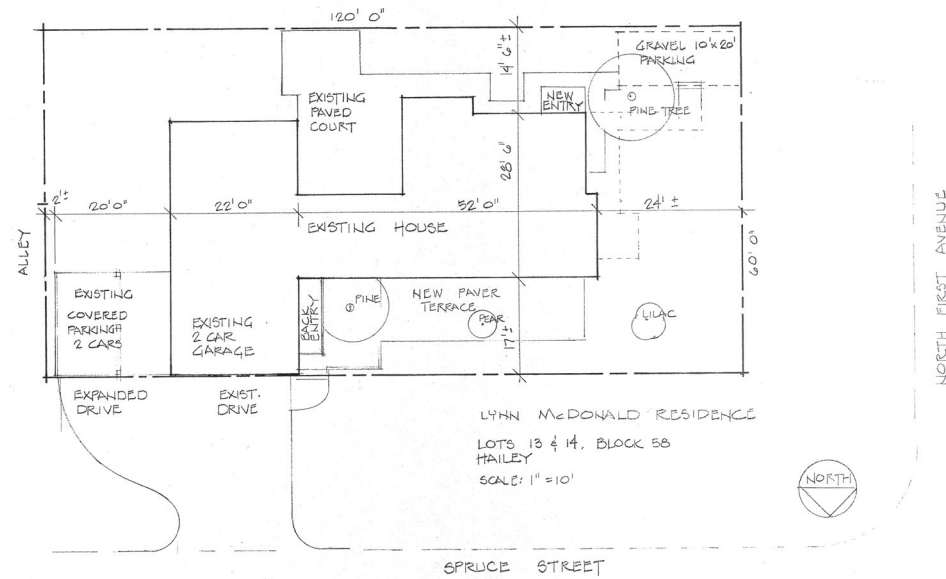 120' 0"
14' 6"±
GRAVEL 10'x20'
PARKING
EXISTING
PAVED
COURT
NEW
ENTRY
PINE TREE
28' 6"
2'±
20'0"
22'0"
52'0"
24'±
EXISTING HOUSE
ALLEY
60' 0"
NORTH FIRST AVENUE
EXISTING
COVERED
PARKING
2 CARS
EXISTING
2 CAR
GARAGE
BACK
ENTRY
PINE
NEW PAVER
TERRACE
PEAR
17'±
LILAC
EXPANDED
DRIVE
EXIST.
DRIVE
LYNN McDONALD RESIDENCE
LOTS 13 & 14, BLOCK 58
HAILEY
SCALE: 1" = 10'
NORTH
SPRUCE STREET